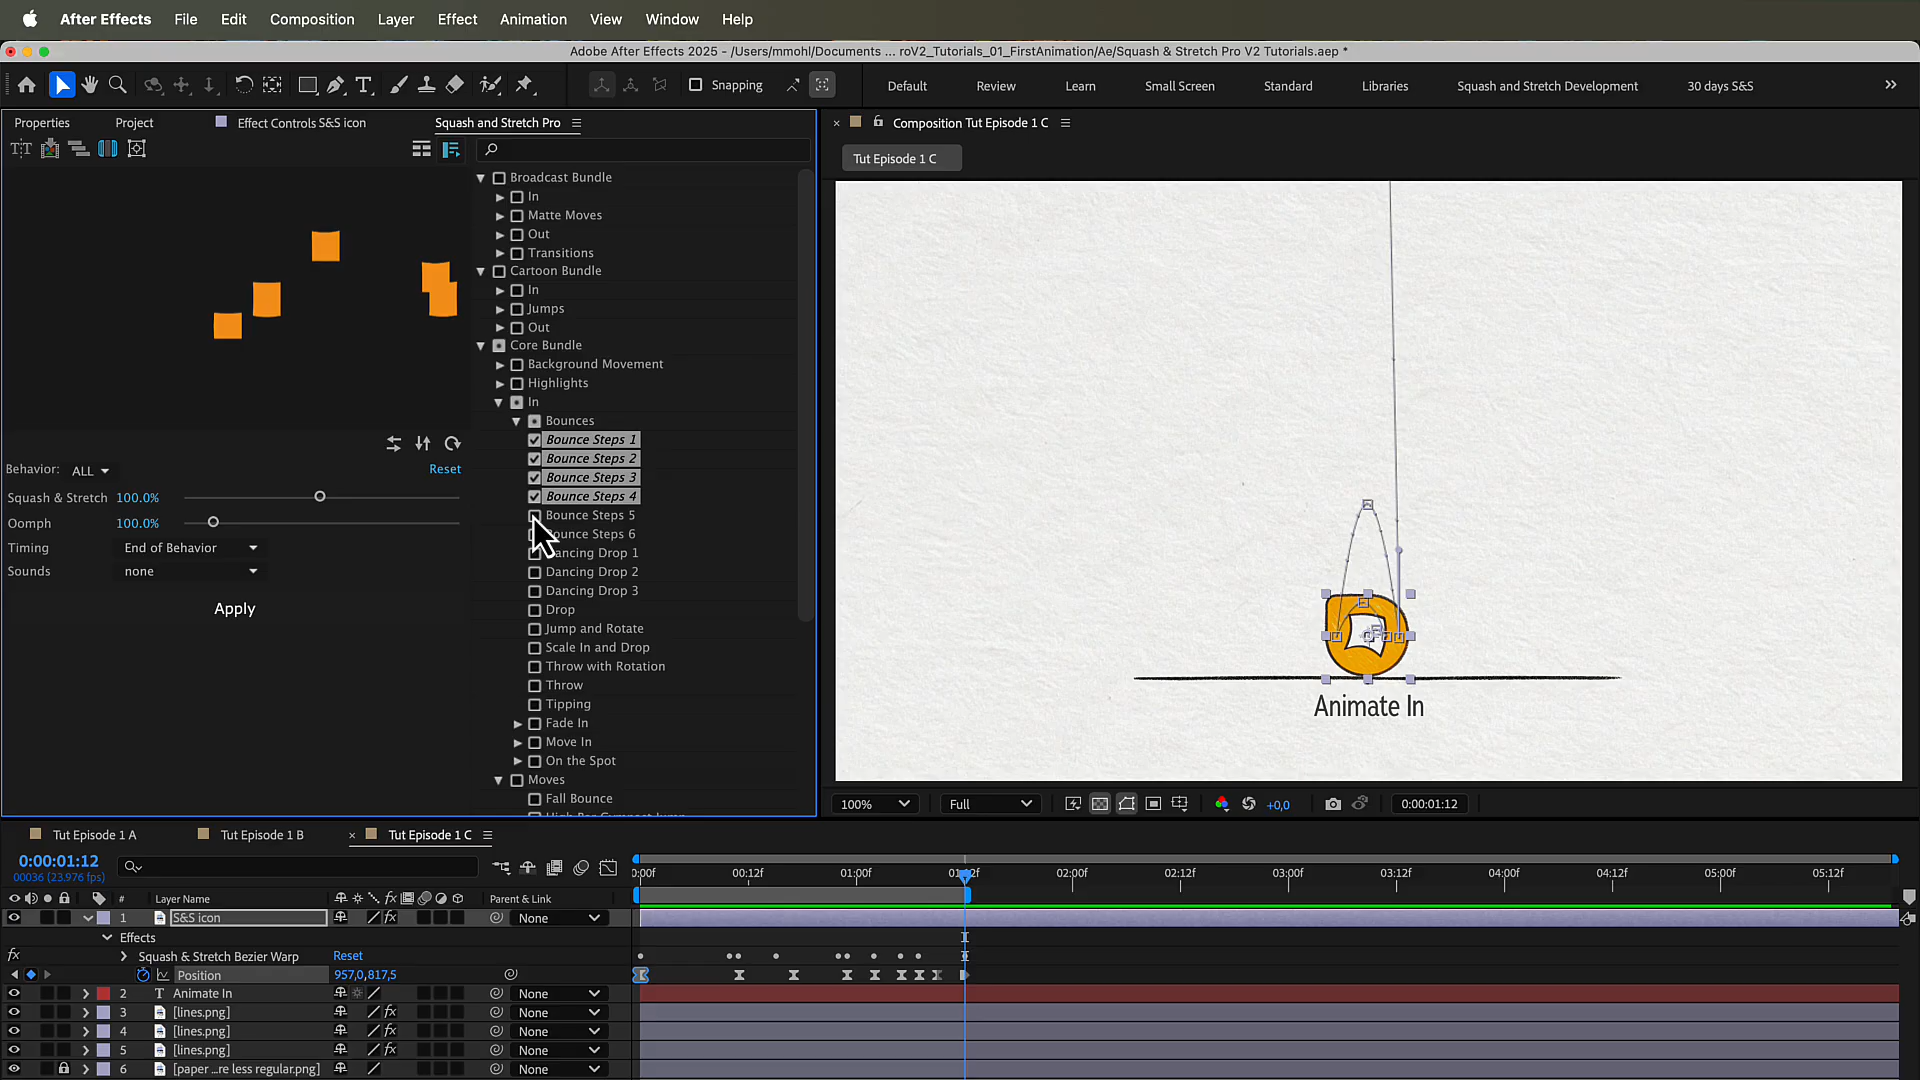 After Effects File Edit Composition Layer Effect Animation View Window Help
Adobe After Effects 2025 - /Users/mmohl/Documents ... roV2_Tutorials_01_FirstAnimation/Ae/Squash & Stretch Pro V2 Tutorials.aep *
Snapping
Default Review Learn Small Screen Standard Libraries Squash and Stretch Development 30 days S&S
Properties Project Effect Controls S&S icon Squash and Stretch Pro
Composition Tut Episode 1 C
Tut Episode 1 C
Broadcast Bundle
In
Matte Moves
Out
Transitions
Cartoon Bundle
In
Jumps
Out
Core Bundle
Background Movement
Highlights
In
Bounces
Bounce Steps 1
Bounce Steps 2
Bounce Steps 3
Bounce Steps 4
Bounce Steps 5
ounce Steps 6
ancing Drop 1
Dancing Drop 2
Dancing Drop 3
Drop
Jump and Rotate
Scale In and Drop
Throw with Rotation
Throw
Tipping
Fade In
Move In
On the Spot
Moves
Fall Bounce
Behavior: ALL Reset
Squash & Stretch 100.0%
Oomph 100.0%
Timing End of Behavior
Sounds none
Apply
Animate In
100% Full +0,0 0:00:01:12
Tut Episode 1 A Tut Episode 1 B Tut Episode 1 C
0:00:01:12
00036 (23,976 fps)
0:00f 00:12f 01:00f 01:12f 02:00f 02:12f 03:00f 03:12f 04:00f 04:12f 05:00f 05:12f
# Layer Name fx Parent & Link
1 S&S icon fx None
Effects
fx Squash & Stretch Bezier Warp Reset
Position 957,0,817,5
2 T Animate In None
3 [lines.png] fx None
4 [lines.png] fx None
5 [lines.png] fx None
6 [paper ...re less regular.png] None